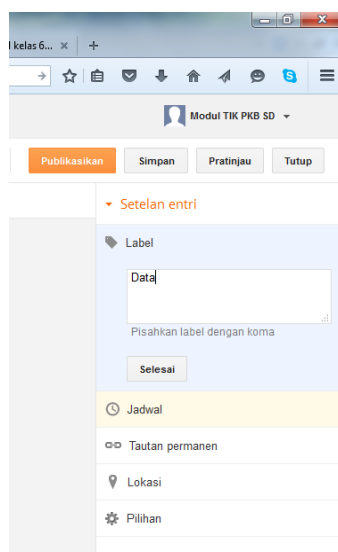 l kelas 6...
Modul TIK PKB SD
Publikasikan Simpan Pratinjau Tutup
Setelan entri
Label
Data
Pisahkan label dengan koma
Selesai
Jadwal
Tautan permanen
Lokasi
Pilihan